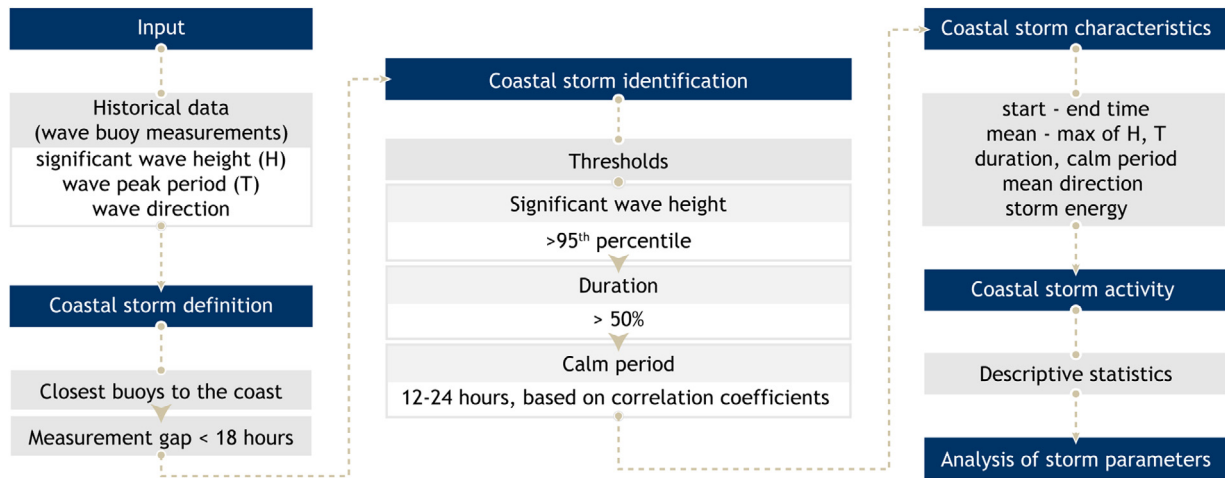 Input
Historical data
(wave buoy measurements)
significant wave height (H)
wave peak period (T)
wave direction
Coastal storm definition
Closest buoys to the coast
Measurement gap < 18 hours
Coastal storm identification
Thresholds
Significant wave height
>95th percentile
Duration
> 50%
Calm period
12-24 hours, based on correlation coefficients
Coastal storm characteristics
start - end time
mean - max of H, T
duration, calm period
mean direction
storm energy
Coastal storm activity
Descriptive statistics
Analysis of storm parameters